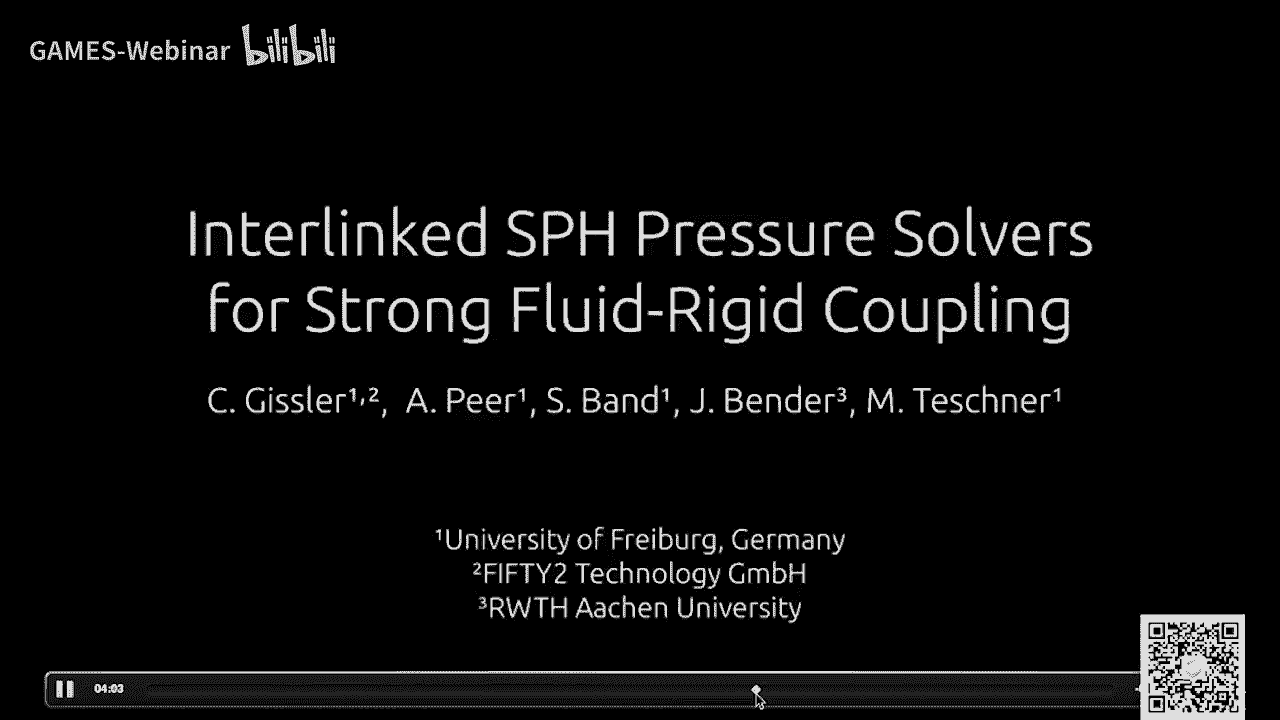 GAMES-Webinar bilibili
Interlinked SPH Pressure Solvers
for Strong Fluid-Rigid Coupling
C. Gissler¹˒², A. Peer¹, S. Band¹, J. Bender³, M. Teschner¹
¹University of Freiburg, Germany
²FIFTY2 Technology GmbH
³RWTH Aachen University
04:03